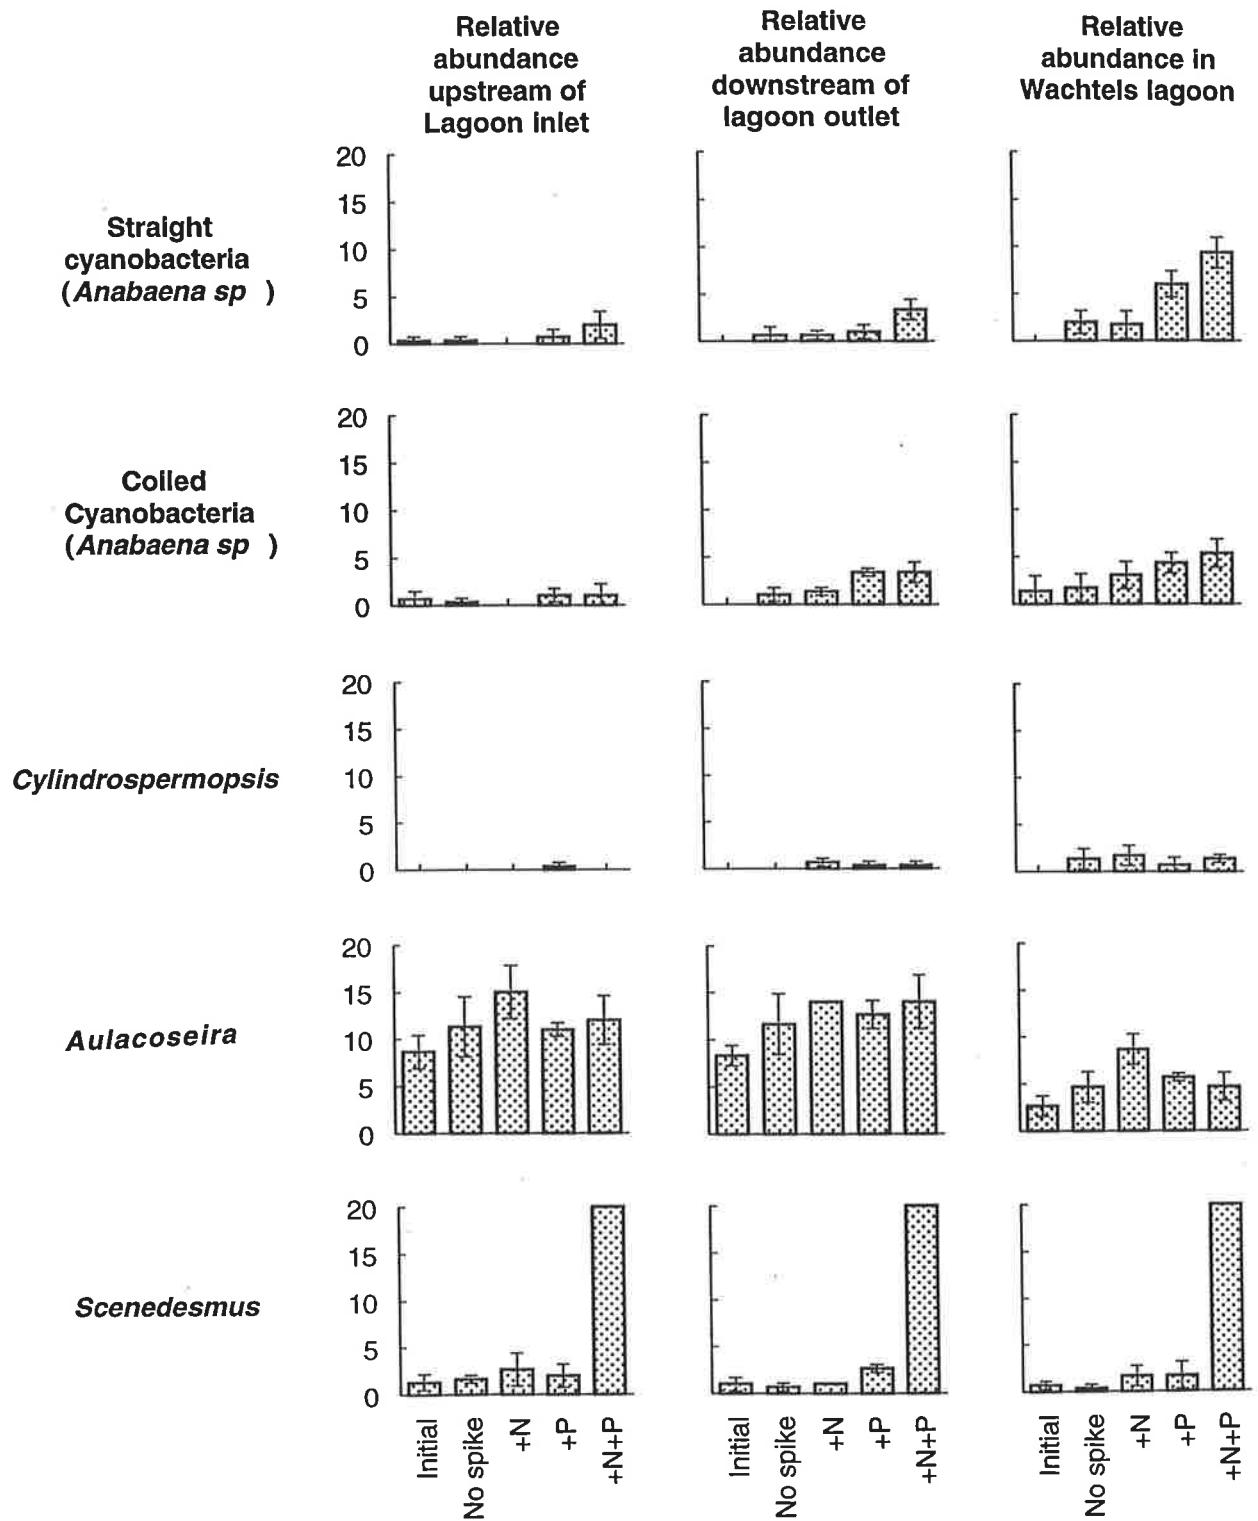 Relative
abundance
upstream of
Lagoon inlet
Relative
abundance
downstream of
lagoon outlet
Relative
abundance in
Wachtels lagoon
Straight
cyanobacteria
(Anabaena sp )
20
15
10
5
0
Coiled
Cyanobacteria
(Anabaena sp )
20
15
10
5
0
Cylindrospermopsis
20
15
10
5
0
Aulacoseira
20
15
10
5
0
Scenedesmus
20
15
10
5
0
Initial
No spike
+N
+P
+N+P
Initial
No spike
+N
+P
+N+P
Initial
No spike
+N
+P
+N+P